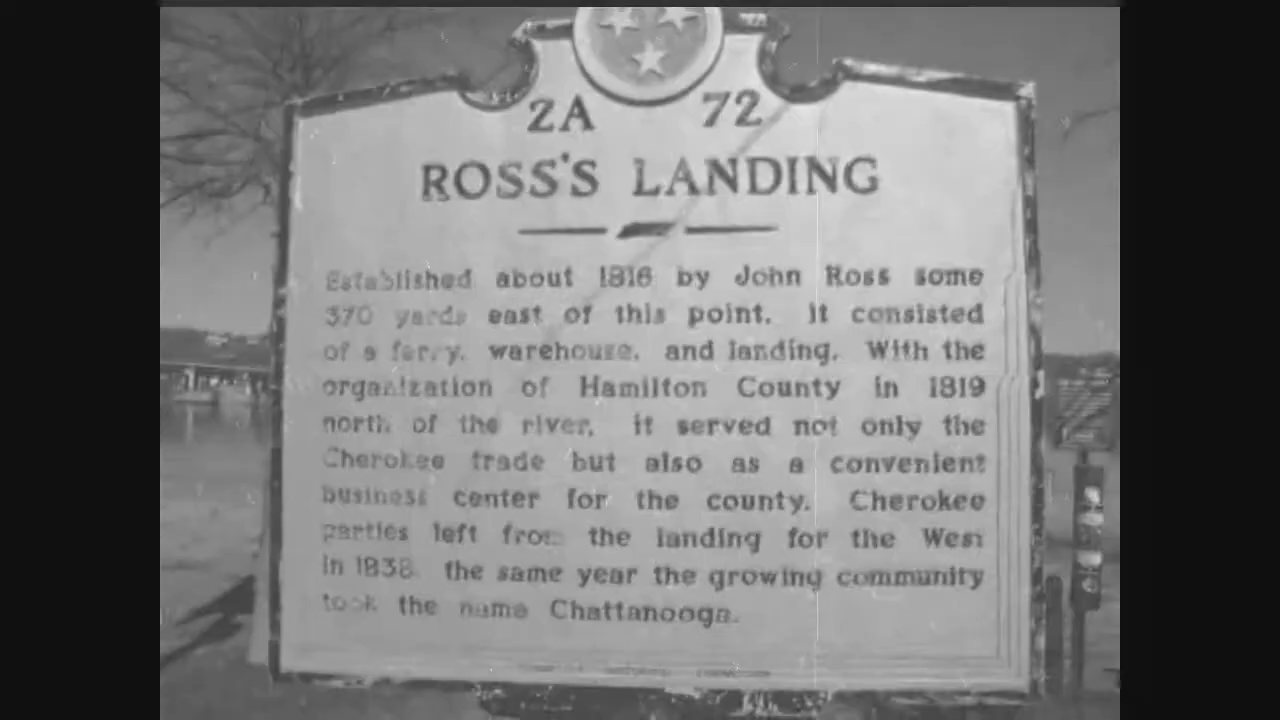 2A 72
ROSS'S LANDING
Established about 1816 by John Ross some
370 yards east of this point. It consisted
of a ferry, warehouse, and landing. With the
organization of Hamilton County in 1819
north of the river, it served not only the
Cherokee trade but also as a convenient
business center for the county. Cherokee
parties left from the landing for the West
in 1838 the same year the growing community
took the name Chattanooga.